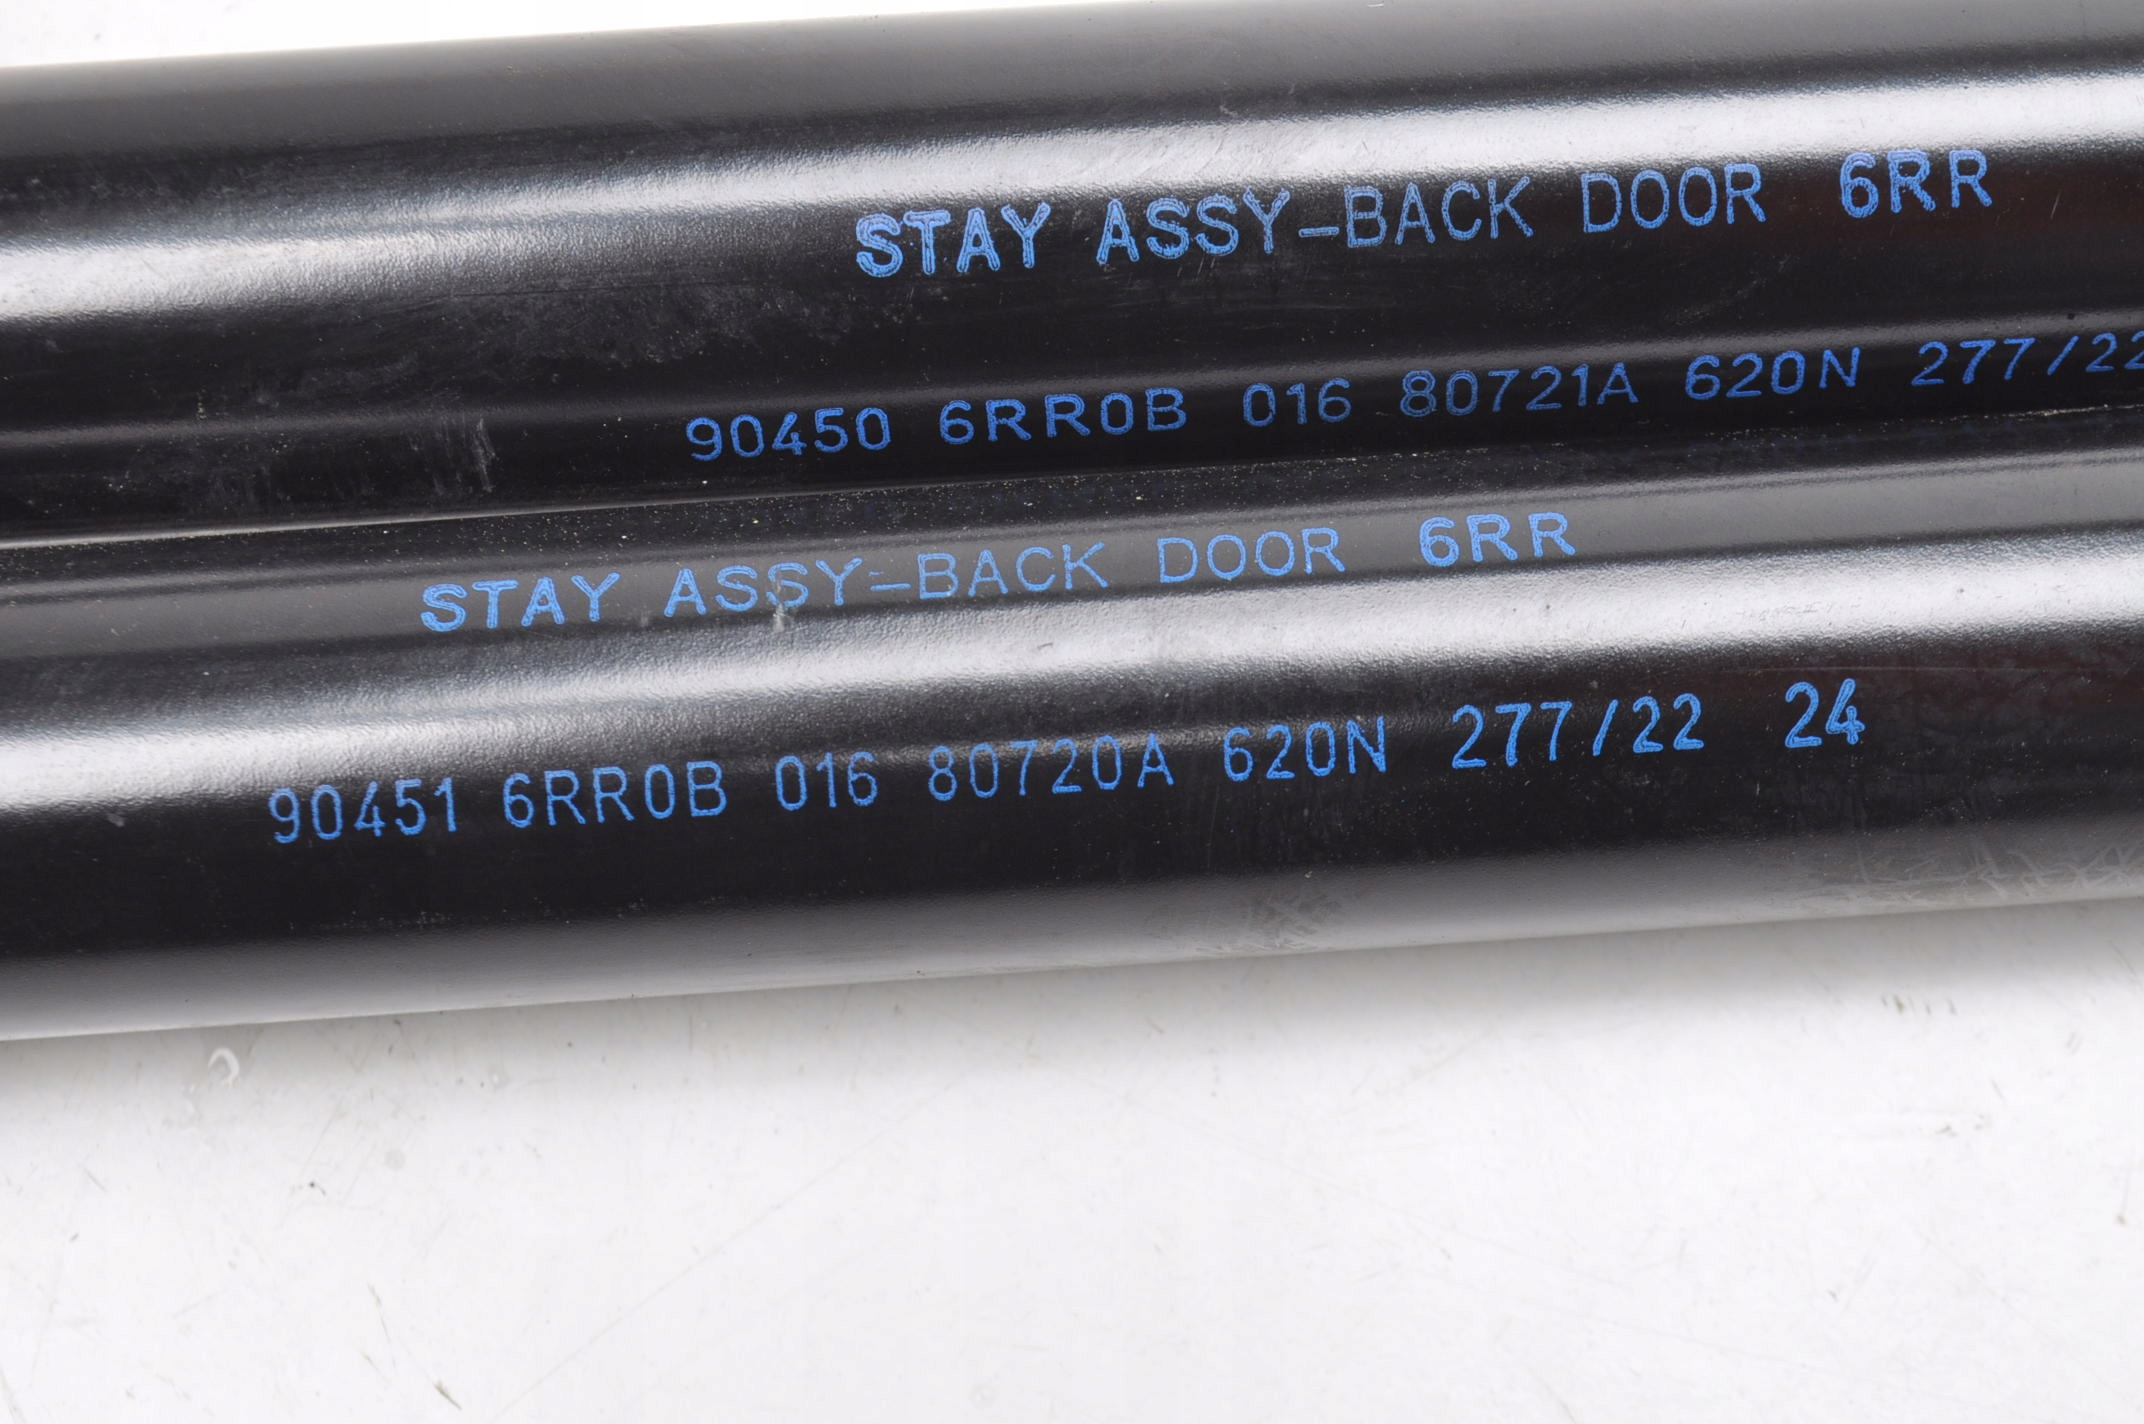 STAY ASSY-BACK DOOR 6RR
90450 6RR0B 016 80721A 620N 277/22
STAY ASSY-BACK DOOR 6RR
90451 6RR0B 016 80720A 620N 277/22 24